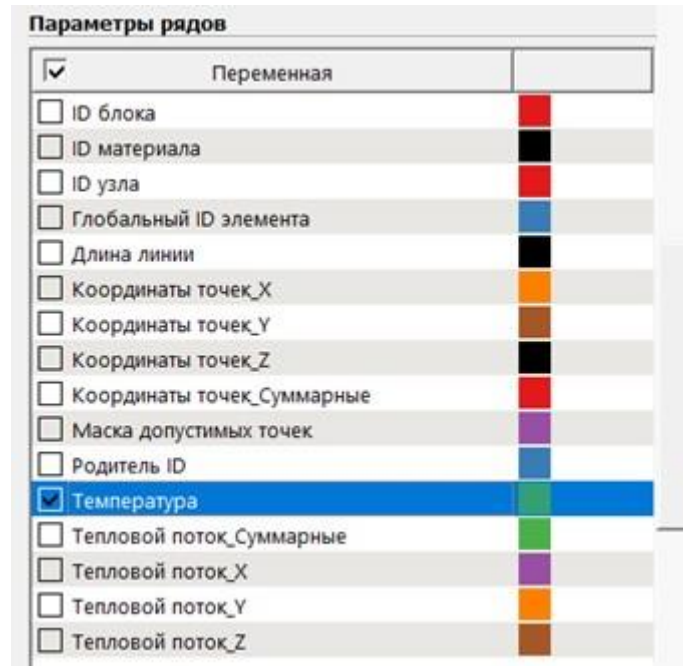 Параметры рядов
Переменная
ID блока
ID материала
ID узла
Глобальный ID элемента
Длина линии
Координаты точек_X
Координаты точек_Y
Координаты точек_Z
Координаты точек_Суммарные
Маска допустимых точек
Родитель ID
Температура
Тепловой поток_Суммарные
Тепловой поток_X
Тепловой поток_Y
Тепловой поток_Z